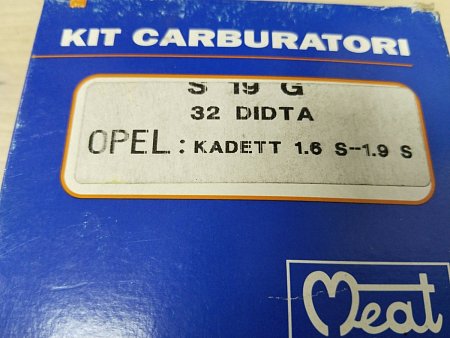 KIT CARBURATORI
S 19 G
32 DIDTA
OPEL: KADETT 1.6 S--1.9 S
Meat